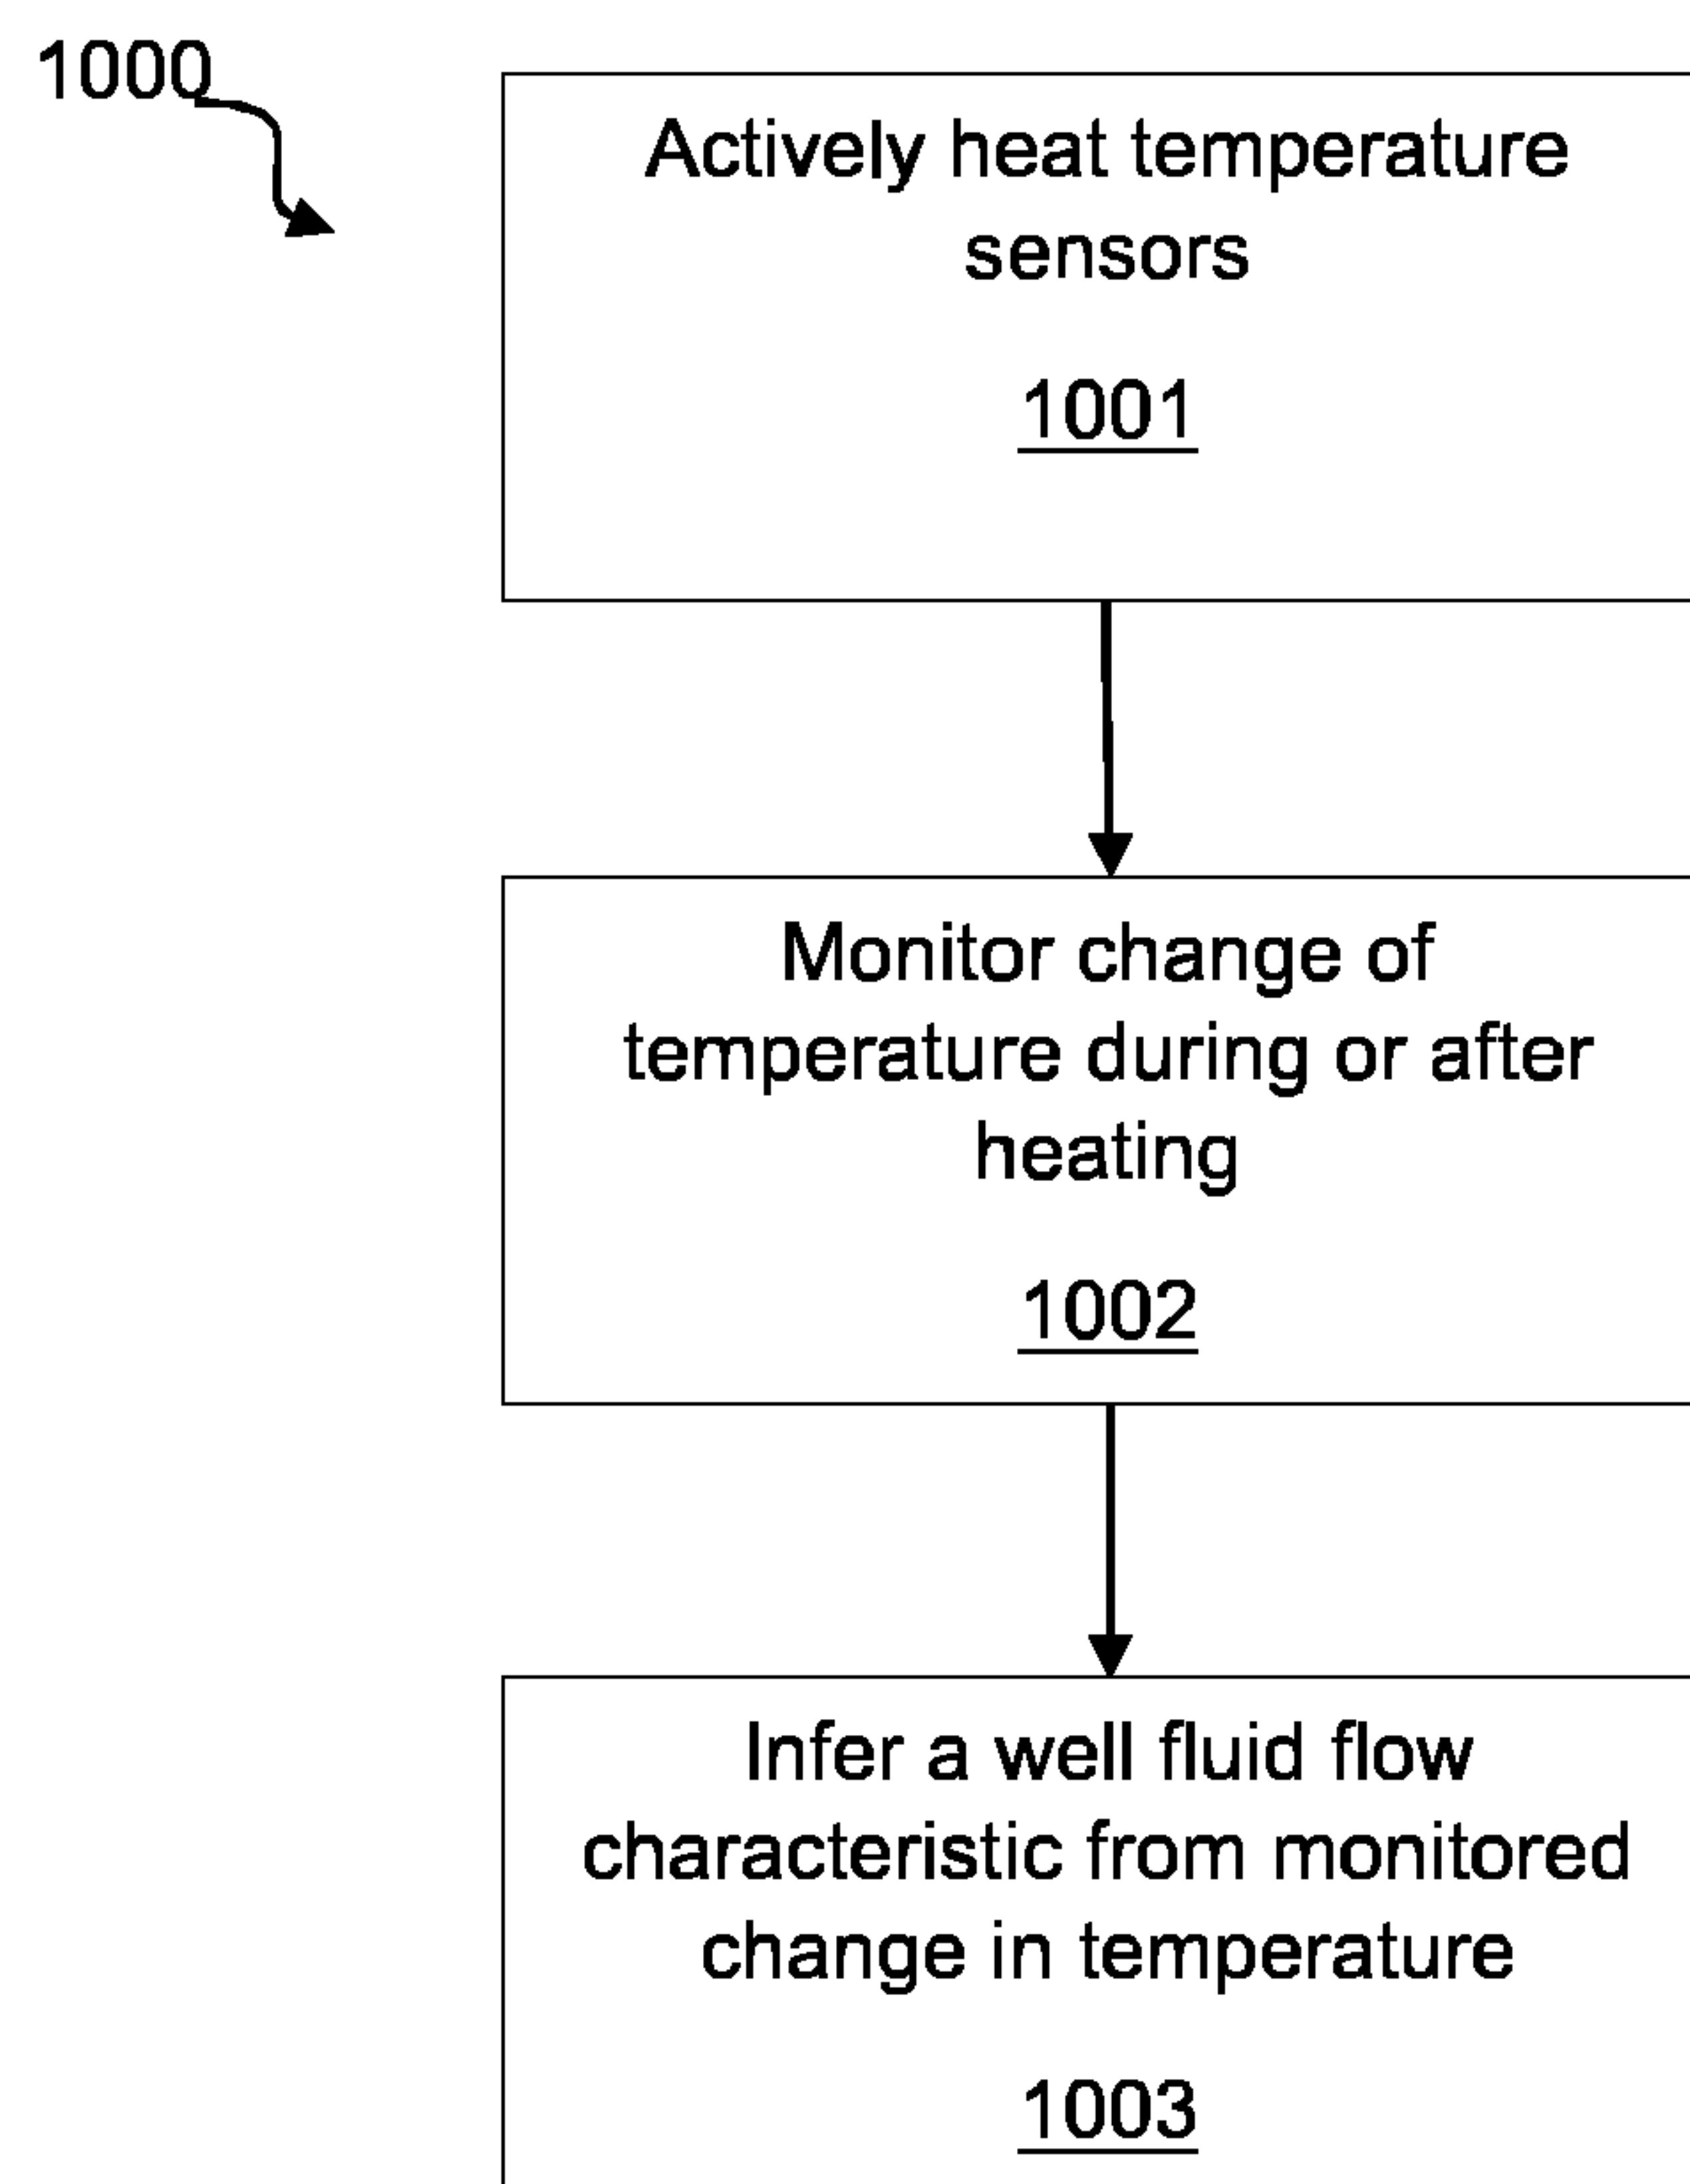 1000
Actively heat temperature
sensors
1001
Monitor change of
temperature during or after
heating
1002
Infer a well fluid flow
characteristic from monitored
change in temperature
1003